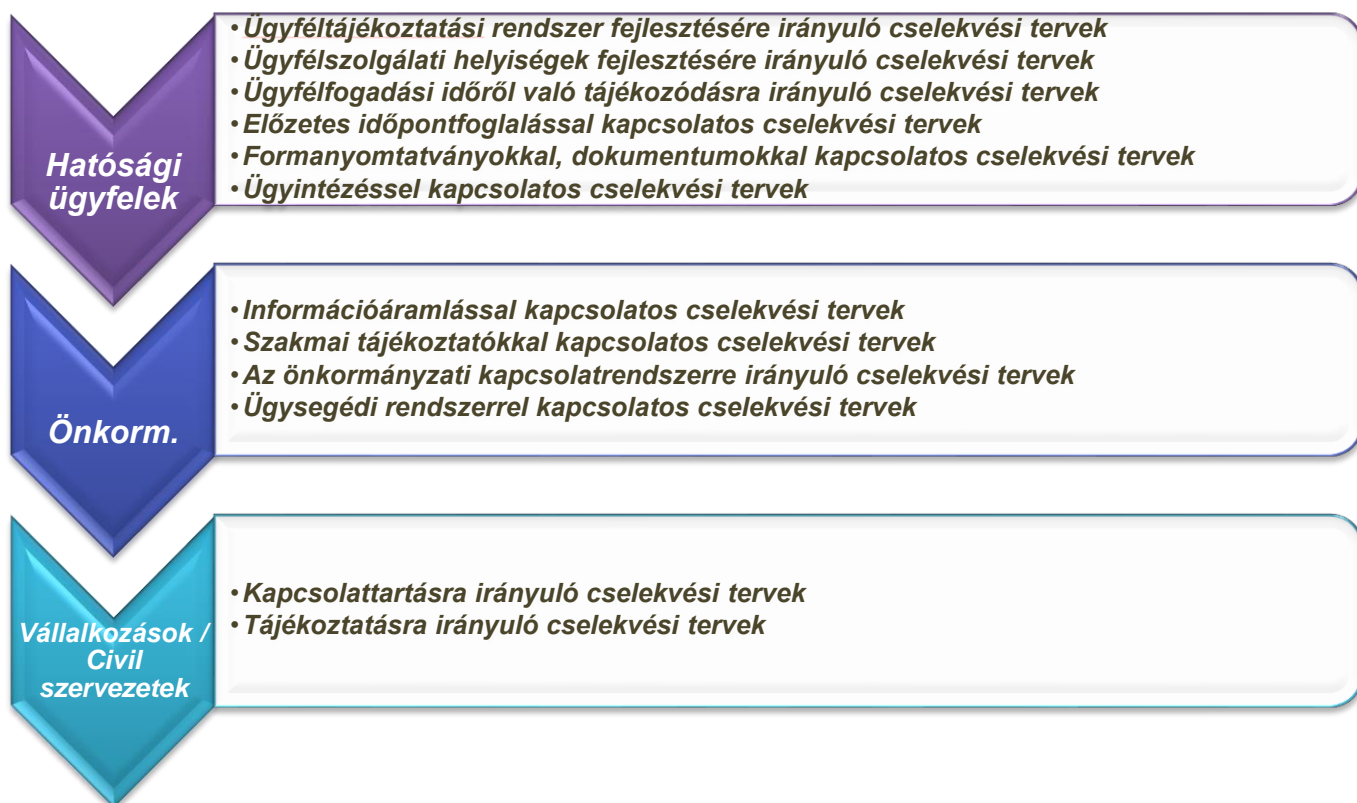 Hatósági
ügyfelek
• Ügyféltájékoztatási rendszer fejlesztésére irányuló cselekvési tervek
• Ügyfélszolgálati helyiségek fejlesztésére irányuló cselekvési tervek
• Ügyfélfogadási időről való tájékozódásra irányuló cselekvési tervek
• Előzetes időpontfoglalással kapcsolatos cselekvési tervek
• Formanyomtatványokkal, dokumentumokkal kapcsolatos cselekvési tervek
• Ügyintézéssel kapcsolatos cselekvési tervek
Önkorm.
• Információáramlással kapcsolatos cselekvési tervek
• Szakmai tájékoztatókkal kapcsolatos cselekvési tervek
• Az önkormányzati kapcsolatrendszerre irányuló cselekvési tervek
• Ügysegédi rendszerrel kapcsolatos cselekvési tervek
Vállalkozások /
Civil
szervezetek
• Kapcsolattartásra irányuló cselekvési tervek
• Tájékoztatásra irányuló cselekvési tervek